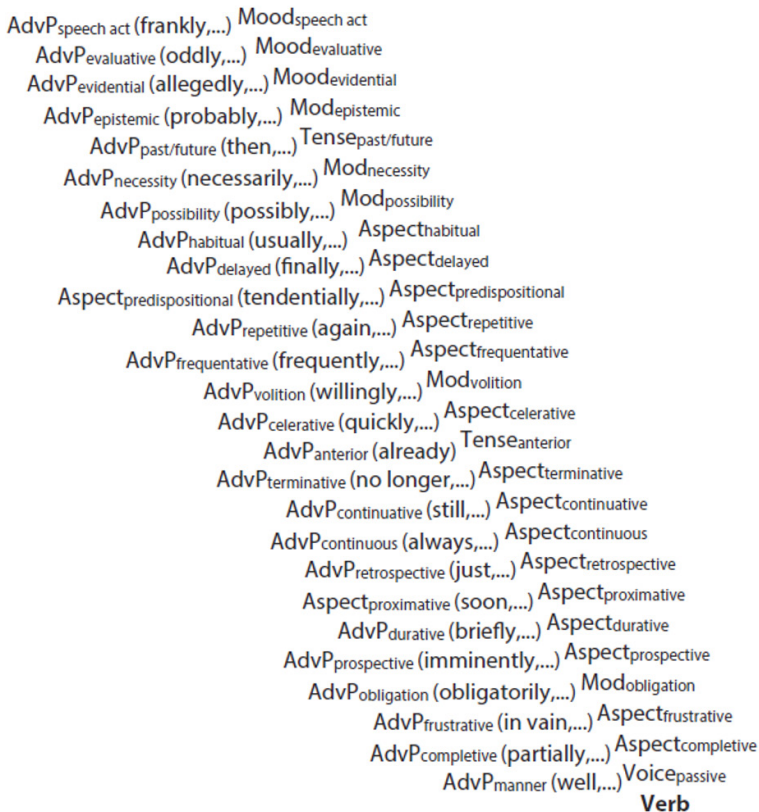 AdvPspeech act (frankly,...) Moodspeech act
AdvPevaluative (oddly,...) Moodevaluative
AdvPevidential (allegedly,...) Moodevidential
AdvPepistemic (probably,...) Modepistemic
AdvPpast/future (then,...) Tensepast/future
AdvPnecessity (necessarily,...) Modnecessity
AdvPpossibility (possibly,...) Modpossibility
AdvPhabitual (usually,...) Aspecthabitual
AdvPdelayed (finally,...) Aspectdelayed
Aspectpredispositional (tendentially,...) Aspectpredispositional
AdvPrepetitive (again,...) Aspectrepetitive
AdvPfrequentative (frequently,...) Aspectfrequentative
AdvPvolition (willingly,...) Modvolition
AdvPcelerative (quickly,...) Aspectcelerative
AdvPanterior (already) Tenseanterior
AdvPterminative (no longer,...) Aspectterminative
AdvPcontinuative (still,...) Aspectcontinuative
AdvPcontinuous (always,...) Aspectcontinuous
AdvPretrospective (just,...) Aspectretrospective
Aspectproximative (soon,...) Aspectproximative
AdvPdurative (briefly,...) Aspectdurative
AdvPprospective (imminently,...) Aspectprospective
AdvPobligation (obligatorily,...) Modobligation
AdvPfrustrative (in vain,...) Aspectfrustrative
AdvPcompletive (partially,...) Aspectcompletive
AdvPmanner (well,...) Voicepassive
Verb